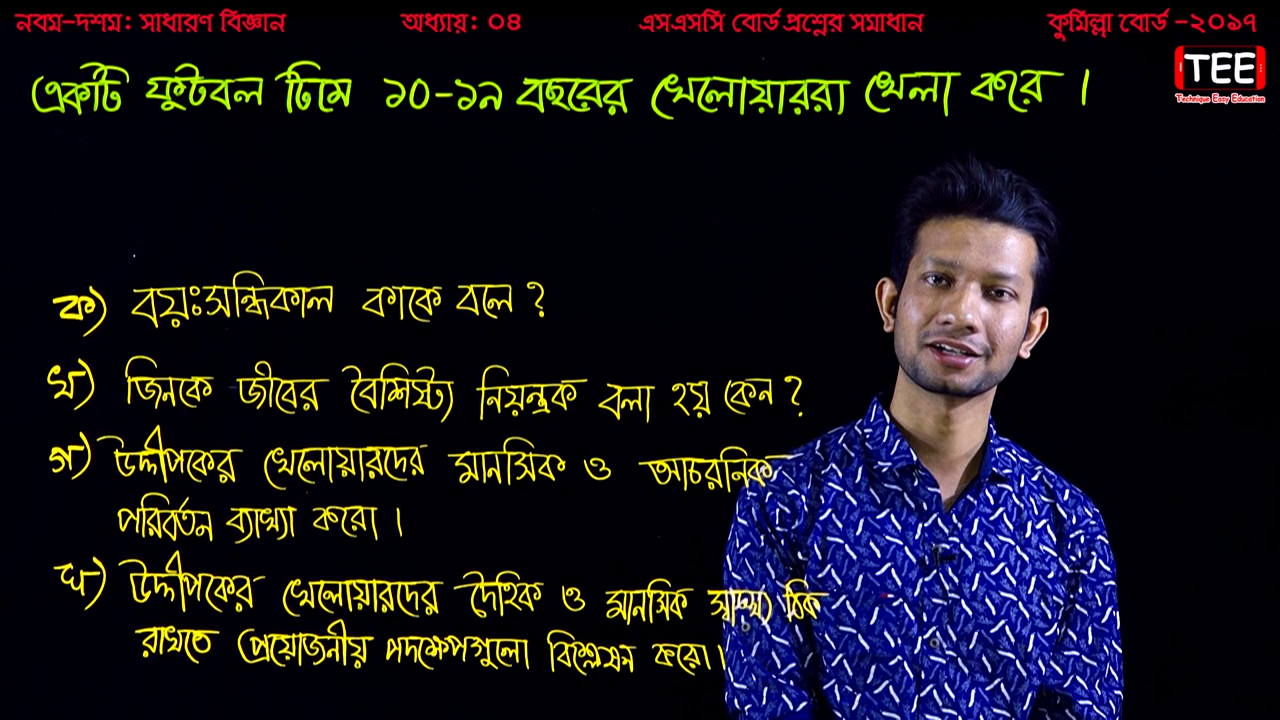 নবম-দশম: সাধারণ বিজ্ঞান অধ্যায়: ০৪ এসএসসি বোর্ড প্রশ্নের সমাধান কুমিল্লা বোর্ড -২০১৭
TEE
Technique Easy Education
একটি ফুটবল টিমে ১০-১৯ বছরের খেলোয়াররা খেলা করে ।
ক) বয়ঃসন্ধিকাল কাকে বলে ?
খ) জিনকে জীবের বৈশিষ্ট্য নিয়ন্ত্রক বলা হয় কেন ?
গ) উদ্দীপকের খেলোয়ারদের মানসিক ও আচরনিক
পরিবর্তন ব্যাখ্যা করো ।
ঘ) উদ্দীপকের খেলোয়ারদের দৈহিক ও মানসিক স্বাস্থ্য ঠিক
রাখতে প্রয়োজনীয় পদক্ষেপগুলো বিশ্লেষন করো।